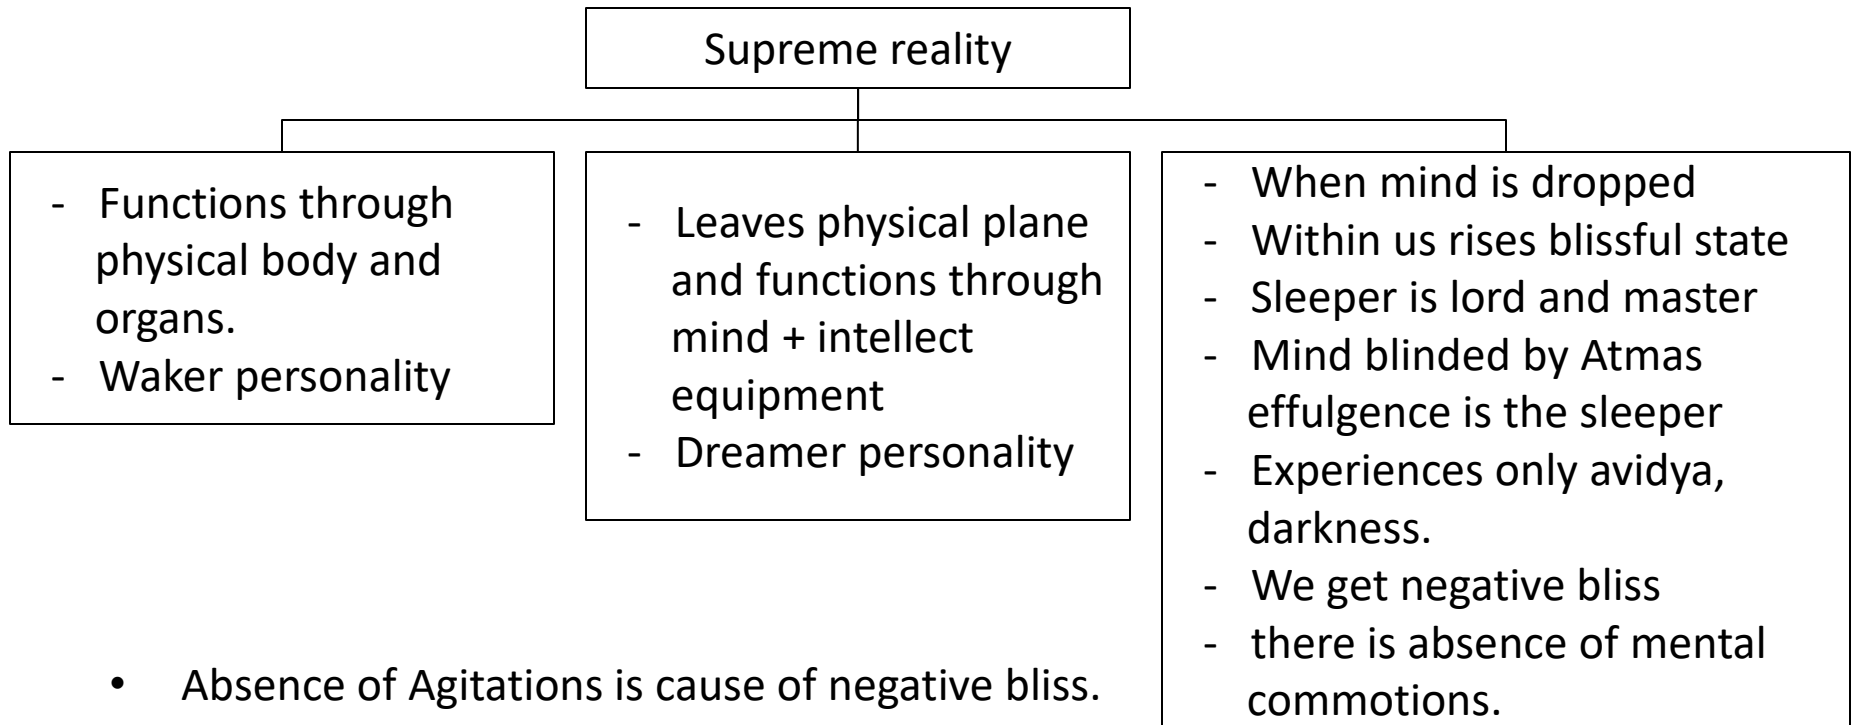 Supreme reality
- Functions through
physical body and
organs.
- Waker personality
- Leaves physical plane
and functions through
mind + intellect
equipment
- Dreamer personality
- When mind is dropped
- Within us rises blissful state
- Sleeper is lord and master
- Mind blinded by Atmas
effulgence is the sleeper
- Experiences only avidya,
darkness.
- We get negative bliss
- there is absence of mental
commotions.
• Absence of Agitations is cause of negative bliss.